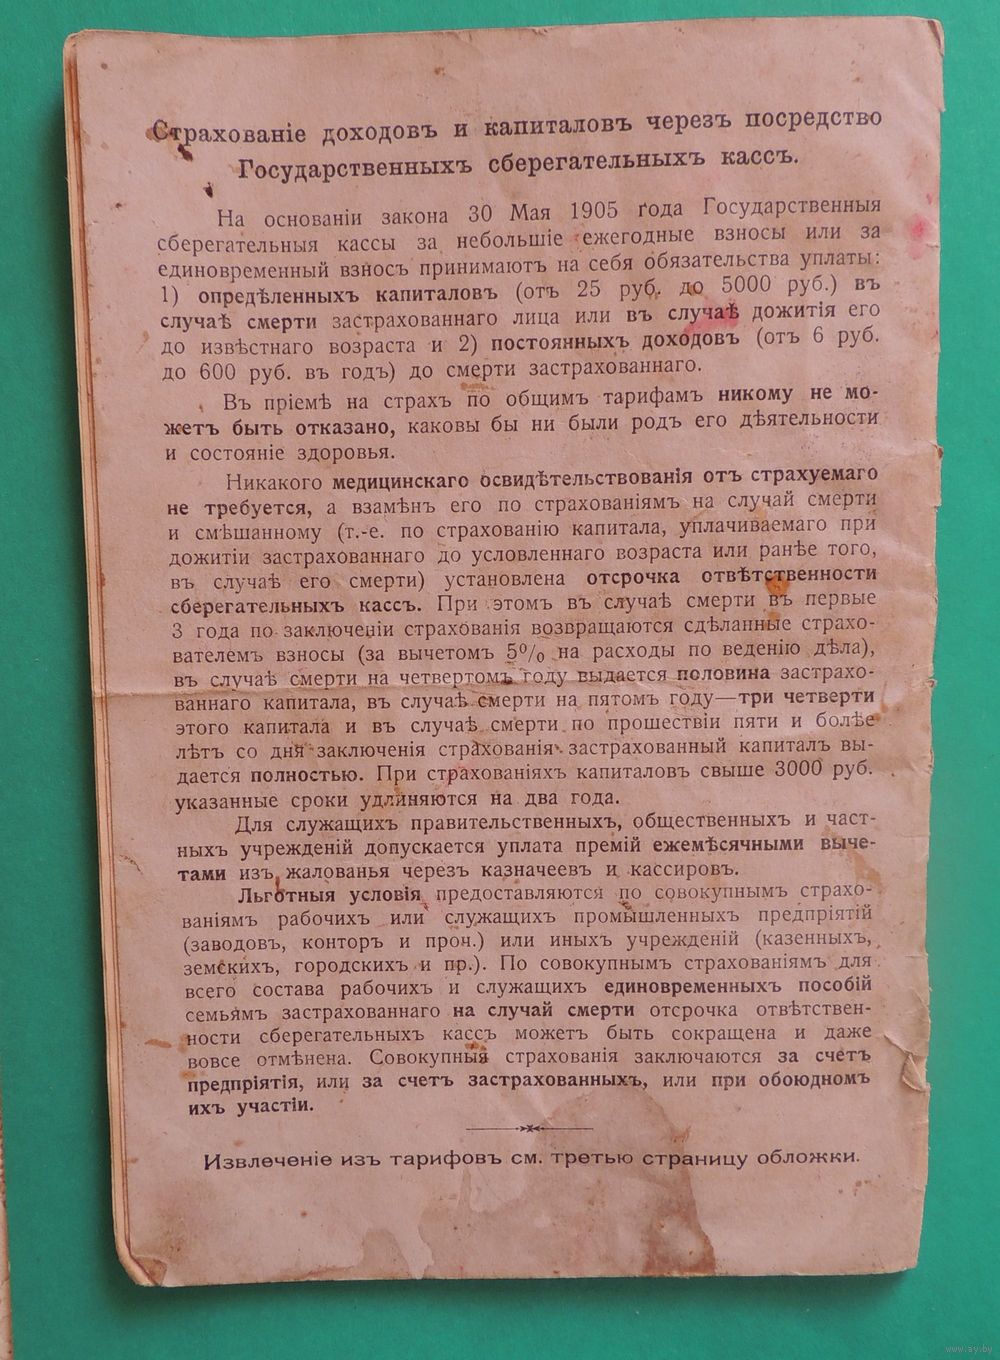 Страхованіе доходовъ и капиталовъ черезъ посредство
Государственныхъ сберегательныхъ кассъ.
На основаніи закона 30 Мая 1905 года Государственныя
сберегательныя кассы за небольшіе ежегодные взносы или за
единовременный взносъ принимаютъ на себя обязательства уплаты:
1) опредѣленныхъ капиталовъ (отъ 25 руб. до 5000 руб.) въ
случаѣ смерти застрахованнаго лица или въ случаѣ дожитія его
до извѣстнаго возраста и 2) постоянныхъ доходовъ (отъ 6 руб.
до 600 руб. въ годъ) до смерти застрахованнаго.
Въ пріемѣ на страхъ по общимъ тарифамъ никому не мо-
жетъ быть отказано, каковы бы ни были родъ его дѣятельности
и состояніе здоровья.
Никакого медицинскаго освидѣтельствованія отъ страхуемаго
не требуется, а взамѣнъ его по страхованіямъ на случай смерти
и смѣшанному (т.-е. по страхованію капитала, уплачиваемаго при
дожитіи застрахованнаго до условленнаго возраста или ранѣе того,
въ случаѣ его смерти) установлена отсрочка отвѣтственности
сберегательныхъ кассъ. При этомъ въ случаѣ смерти въ первые
3 года по заключеніи страхованія возвращаются сдѣланные страхо-
вателемъ взносы (за вычетомъ 5% на расходы по веденію дѣла),
въ случаѣ смерти на четвертомъ году выдается половина застрахо-
ваннаго капитала, въ случаѣ смерти на пятомъ году—три четверти
этого капитала и въ случаѣ смерти по прошествіи пяти и болѣе
лѣтъ со дня заключенія страхованія застрахованный капиталъ вы-
дается полностью. При страхованіяхъ капиталовъ свыше 3000 руб.
указанные сроки удлиняются на два года.
Для служащихъ правительственныхъ, общественныхъ и част-
ныхъ учрежденій допускается уплата премій ежемѣсячными выче-
тами изъ жалованья черезъ казначеевъ и кассировъ.
Льготныя условія предоставляются по совокупнымъ страхо-
ваніямъ рабочихъ или служащихъ промышленныхъ предпріятій
(заводовъ, конторъ и проч.) или иныхъ учрежденій (казенныхъ,
земскихъ, городскихъ и пр.). По совокупнымъ страхованіямъ для
всего состава рабочихъ и служащихъ единовременныхъ пособій
семьямъ застрахованнаго на случай смерти отсрочка отвѣтствен-
ности сберегательныхъ кассъ можетъ быть сокращена и даже
вовсе отмѣнена. Совокупныя страхованія заключаются за счетъ
предпріятія, или за счетъ застрахованныхъ, или при обоюдномъ
ихъ участіи.
Извлеченіе изъ тарифовъ см. третью страницу обложки.
www.ay.by